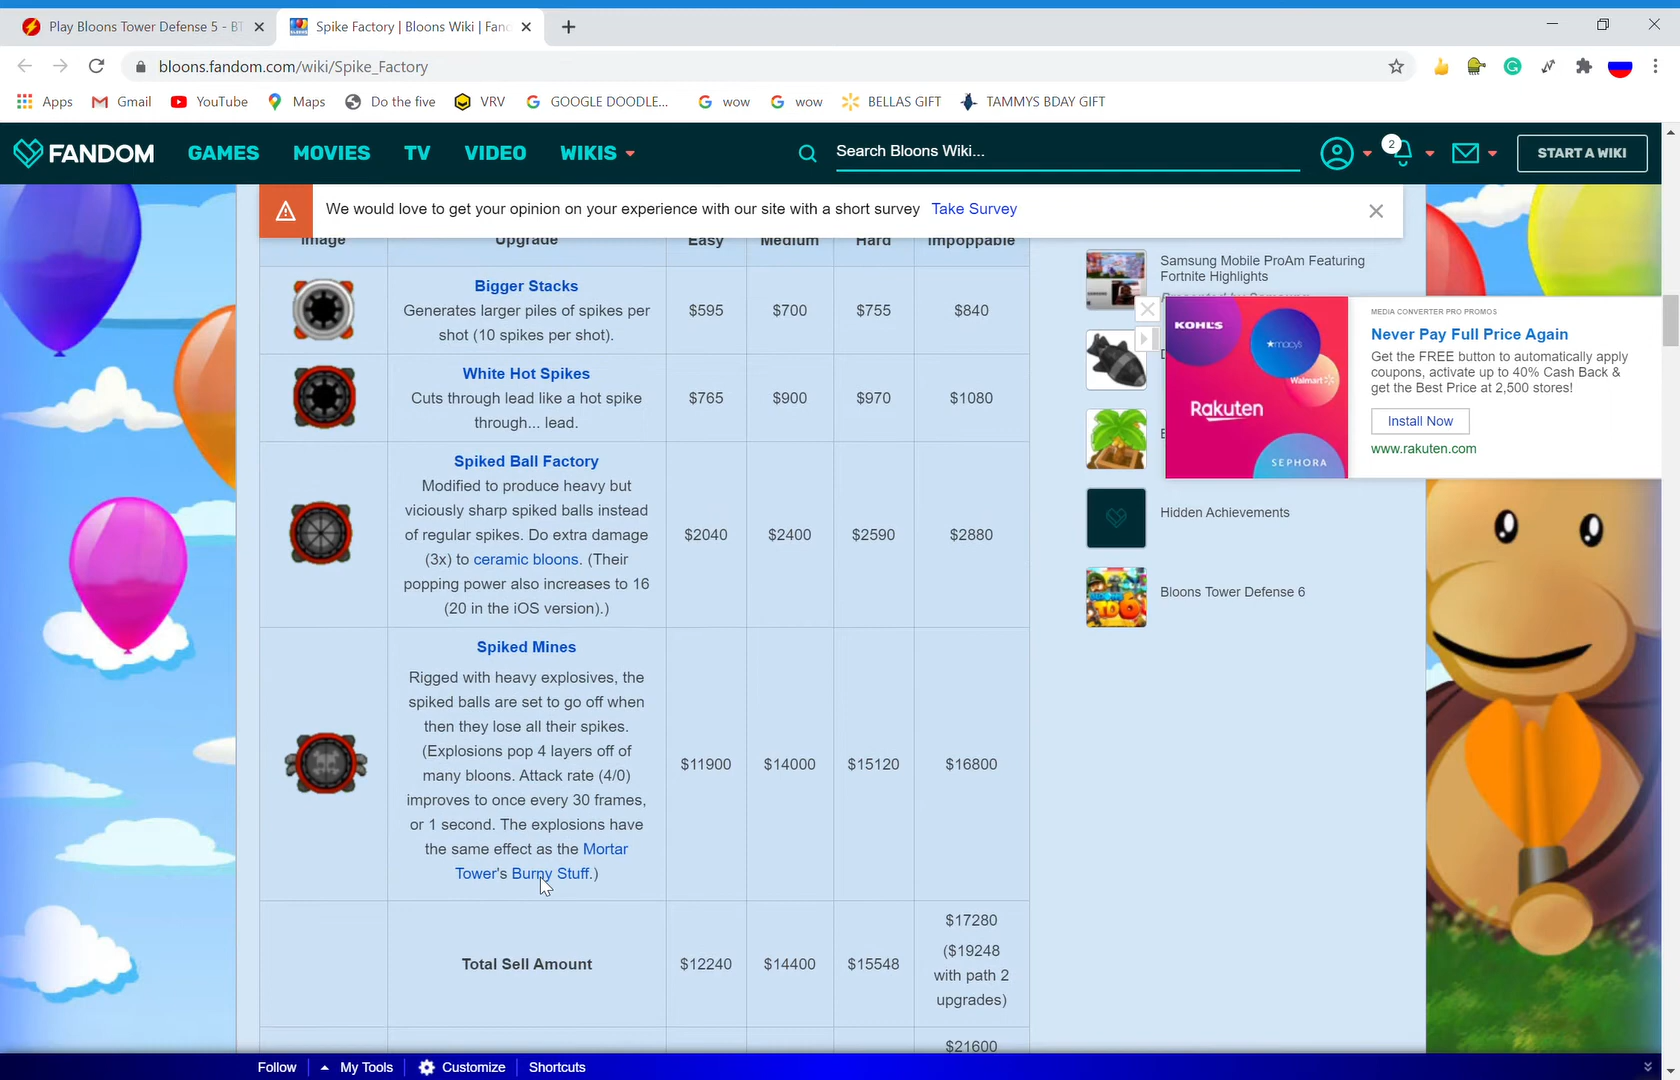 Play Bloons Tower Defense 5 - BT
Spike Factory | Bloons Wiki | Fand
bloons.fandom.com/wiki/Spike_Factory
Apps Gmail YouTube Maps Do the five VRV GOOGLE DOODLE... wow wow BELLAS GIFT TAMMYS BDAY GIFT
FANDOM GAMES MOVIES TV VIDEO WIKIS Search Bloons Wiki... 2 START A WIKI
We would love to get your opinion on your experience with our site with a short survey Take Survey
Image Upgrade Easy Medium Hard Impoppable
Bigger Stacks
Generates larger piles of spikes per
shot (10 spikes per shot).
$595 $700 $755 $840
White Hot Spikes
Cuts through lead like a hot spike
through... lead.
$765 $900 $970 $1080
Spiked Ball Factory
Modified to produce heavy but
viciously sharp spiked balls instead
of regular spikes. Do extra damage
(3x) to ceramic bloons. (Their
popping power also increases to 16
(20 in the iOS version).)
$2040 $2400 $2590 $2880
Spiked Mines
Rigged with heavy explosives, the
spiked balls are set to go off when
then they lose all their spikes.
(Explosions pop 4 layers off of
many bloons. Attack rate (4/0)
improves to once every 30 frames,
or 1 second. The explosions have
the same effect as the Mortar
Tower's Burny Stuff.)
$11900 $14000 $15120 $16800
Total Sell Amount
$12240 $14400 $15548
$17280
($19248
with path 2
upgrades)
$21600
Samsung Mobile ProAm Featuring
Fortnite Highlights
Presented by Samsung
Hidden Achievements
Bloons Tower Defense 6
KOHL'S
★macy's
Walmart
Rakuten
SEPHORA
MEDIA CONVERTER PRO PROMOS
Never Pay Full Price Again
Get the FREE button to automatically apply
coupons, activate up to 40% Cash Back &
get the Best Price at 2,500 stores!
Install Now
www.rakuten.com
Follow My Tools Customize Shortcuts